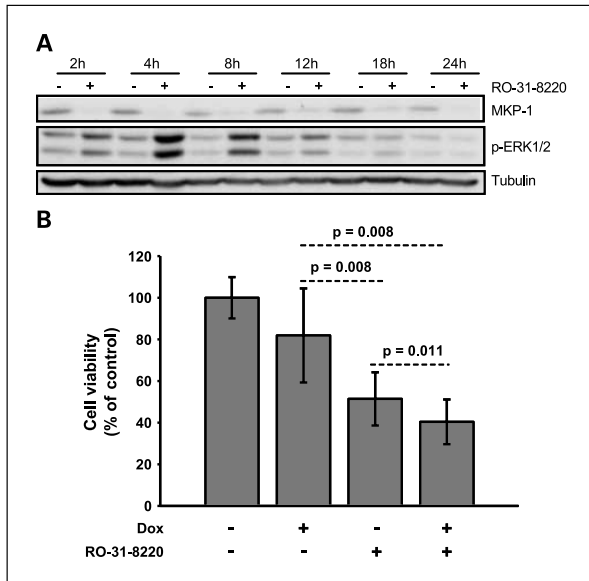 A
2h 4h 8h 12h 18h 24h
- + - + - + - + - + - + RO-31-8220
MKP-1
p-ERK1/2
Tubulin
B
p = 0.008
p = 0.008
p = 0.011
Cell viability
(% of control)
120
100
80
60
40
20
0
Dox - + - +
RO-31-8220 - - + +